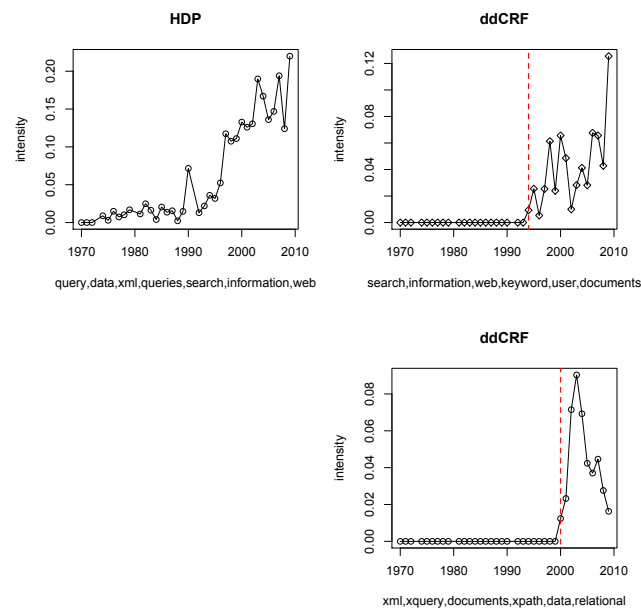 HDP
intensity
0.00 0.05 0.10 0.15 0.20
1970 1980 1990 2000 2010
query,data,xml,queries,search,information,web
ddCRF
intensity
0.00 0.04 0.08 0.12
1970 1980 1990 2000 2010
search,information,web,keyword,user,documents
ddCRF
intensity
0.00 0.02 0.04 0.06 0.08
1970 1980 1990 2000 2010
xml,xquery,documents,xpath,data,relational